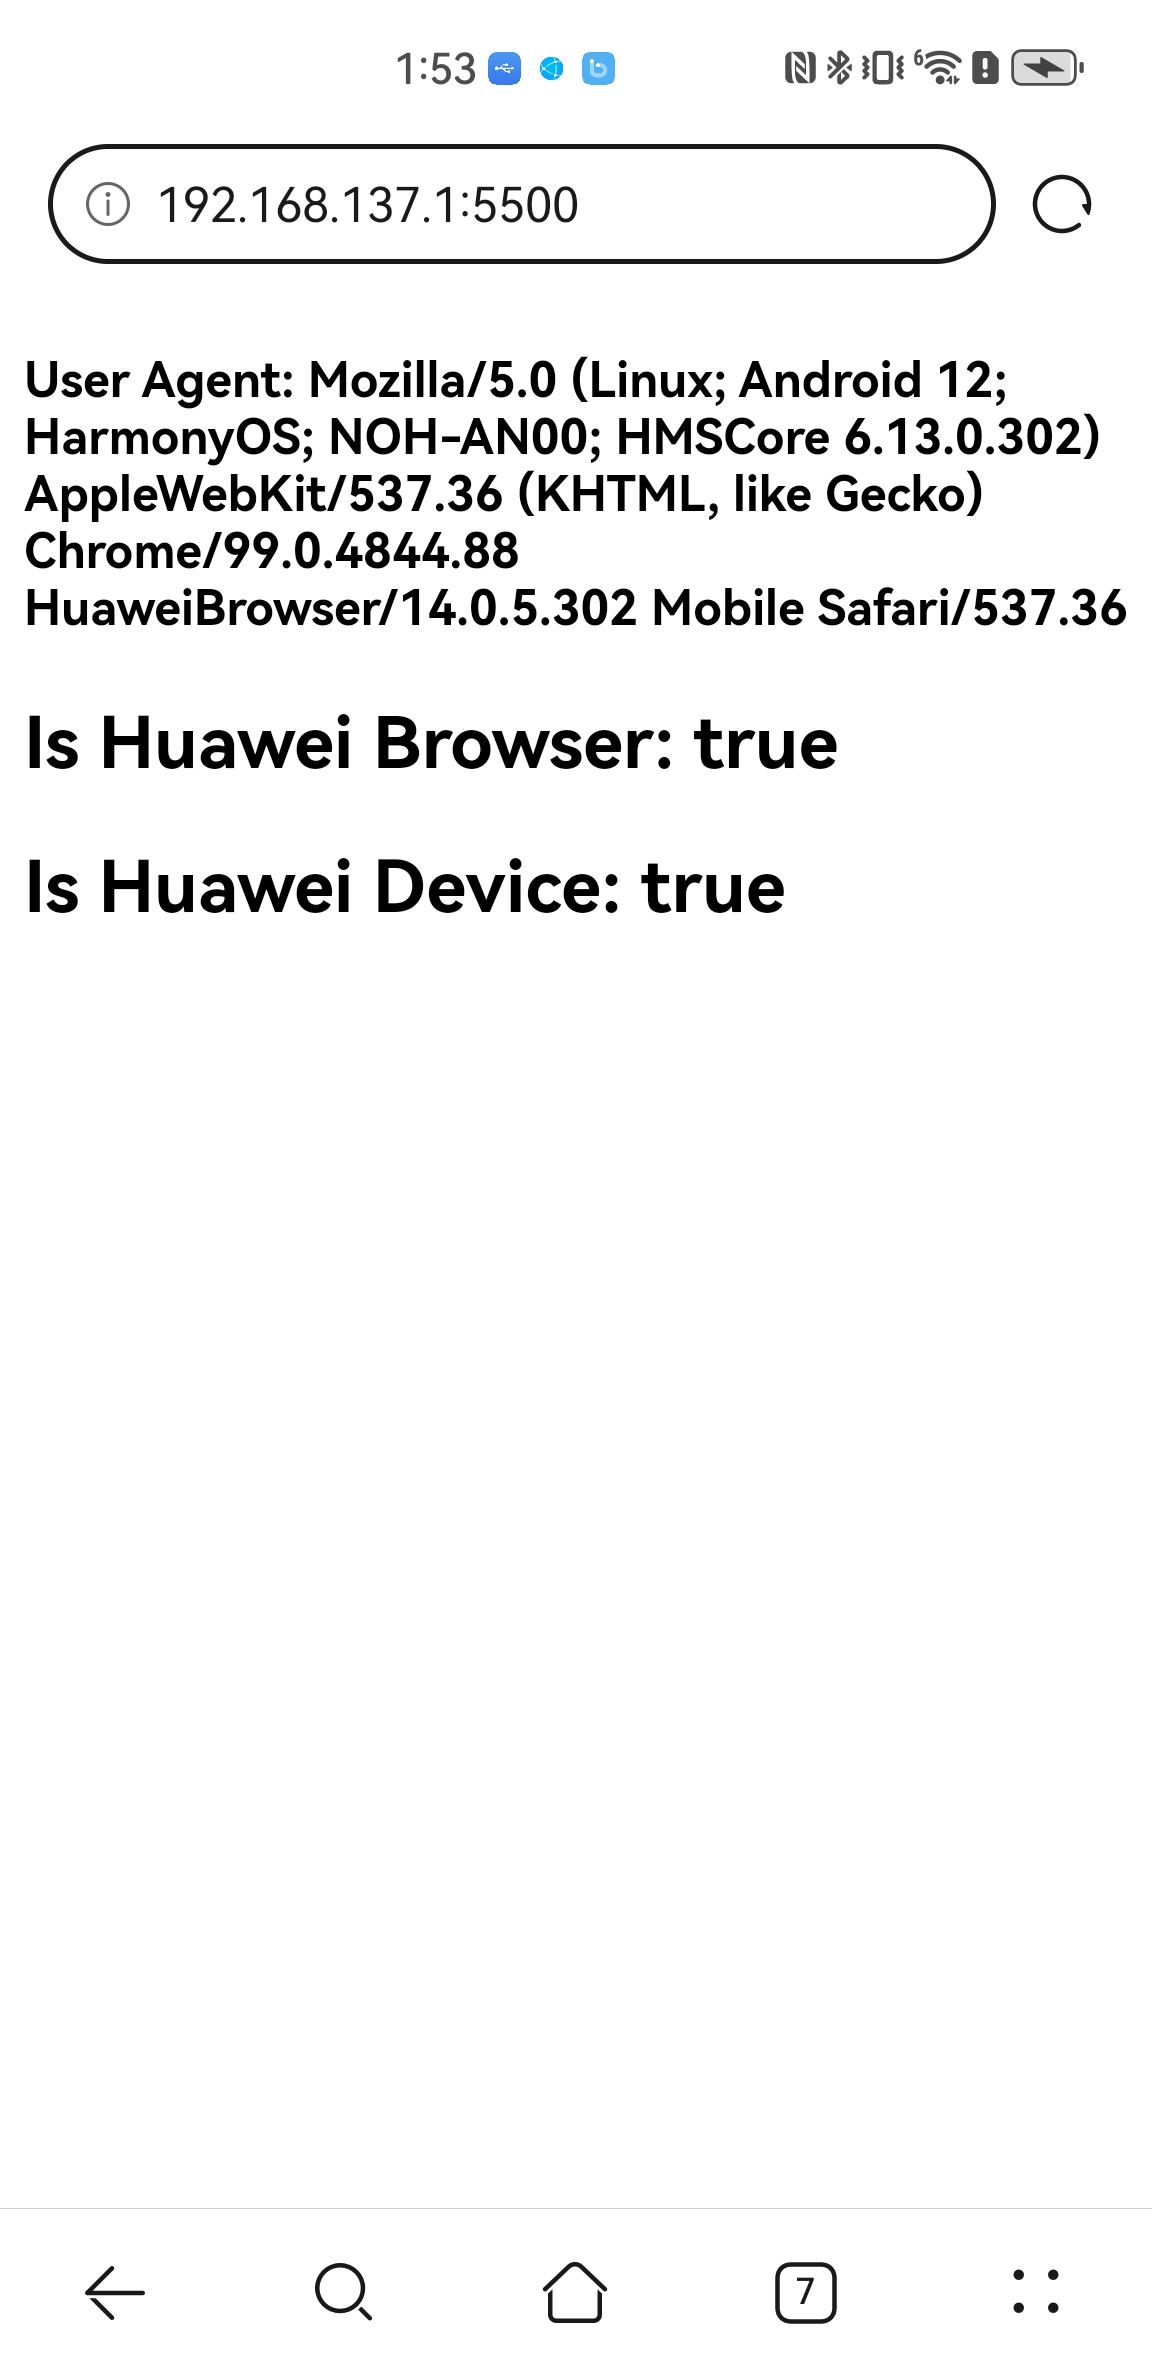 1:53
6
192.168.137.1:5500
User Agent: Mozilla/5.0 (Linux; Android 12;
HarmonyOS; NOH-AN00; HMSCore 6.13.0.302)
AppleWebKit/537.36 (KHTML, like Gecko)
Chrome/99.0.4844.88
HuaweiBrowser/14.0.5.302 Mobile Safari/537.36
Is Huawei Browser: true
Is Huawei Device: true
7